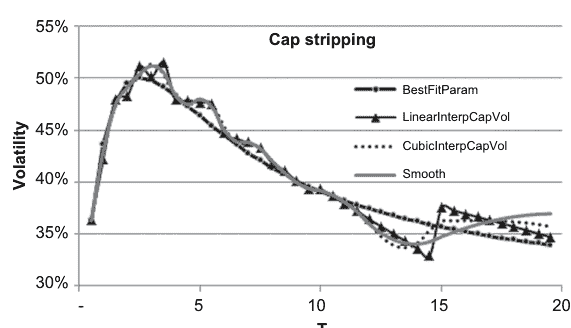 Cap stripping
55%
50%
45%
40%
35%
30%
Volatility
BestFitParam
LinearInterpCapVol
CubicInterpCapVol
Smooth
- 5 10 15 20